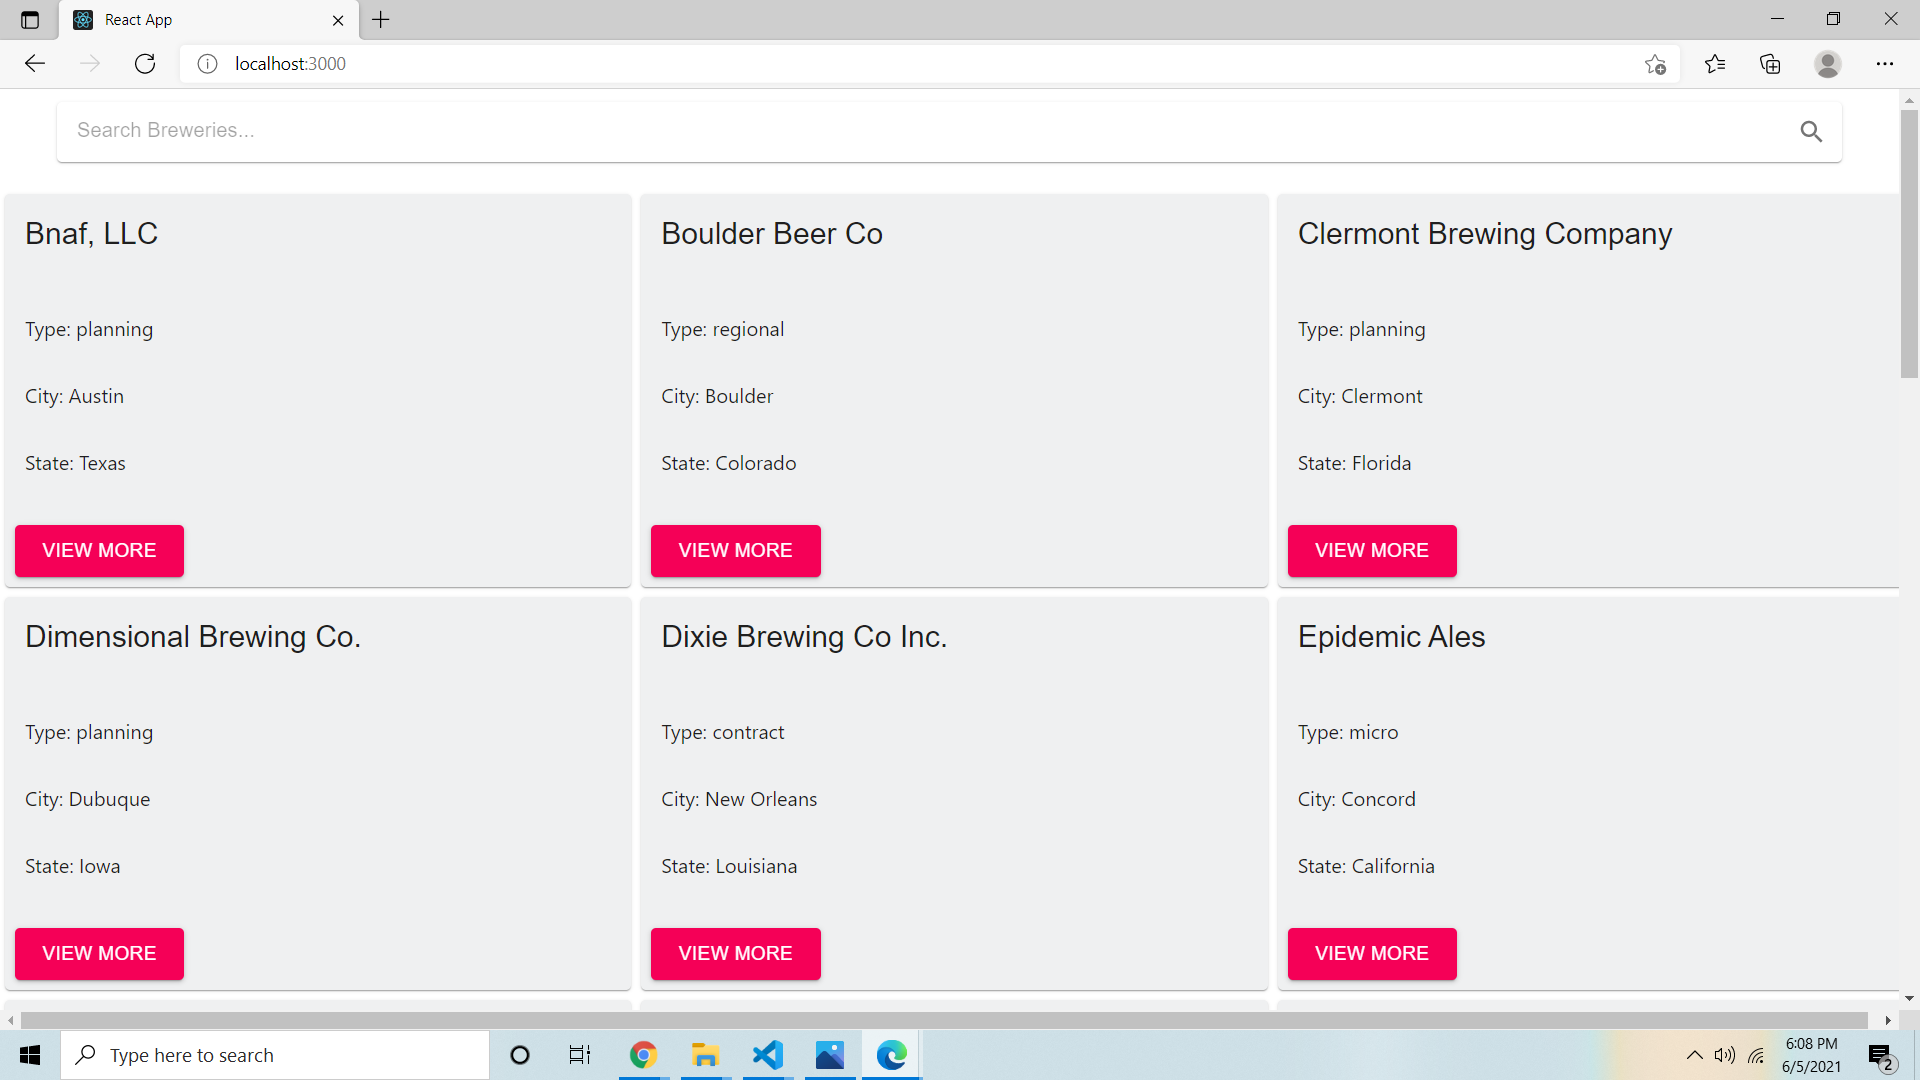 React App
localhost:3000
Search Breweries...
Bnaf, LLC
Type: planning
City: Austin
State: Texas
VIEW MORE
Boulder Beer Co
Type: regional
City: Boulder
State: Colorado
VIEW MORE
Clermont Brewing Company
Type: planning
City: Clermont
State: Florida
VIEW MORE
Dimensional Brewing Co.
Type: planning
City: Dubuque
State: Iowa
VIEW MORE
Dixie Brewing Co Inc.
Type: contract
City: New Orleans
State: Louisiana
VIEW MORE
Epidemic Ales
Type: micro
City: Concord
State: California
VIEW MORE
Type here to search
6:08 PM
6/5/2021
2